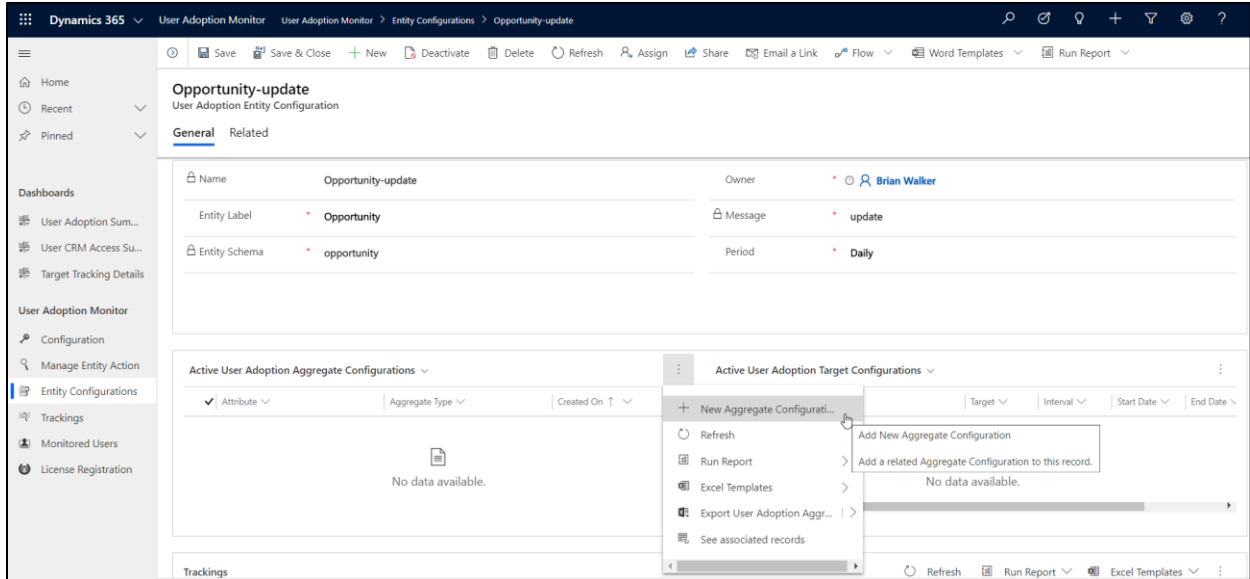 Dynamics 365 User Adoption Monitor User Adoption Monitor > Entity Configurations > Opportunity-update
Save Save & Close New Deactivate Delete Refresh Assign Share Email a Link Flow Word Templates Run Report
Home
Recent
Pinned
Dashboards
User Adoption Sum...
User CRM Access Su...
Target Tracking Details
User Adoption Monitor
Configuration
Manage Entity Action
Entity Configurations
Trackings
Monitored Users
License Registration
Opportunity-update
User Adoption Entity Configuration
General Related
Name Opportunity-update Owner * Brian Walker
Entity Label * Opportunity Message * update
Entity Schema * opportunity Period * Daily
Active User Adoption Aggregate Configurations Active User Adoption Target Configurations
Attribute Aggregate Type Created On ↑ Target Interval Start Date End Date
No data available.
New Aggregate Configurati...
Refresh
Run Report
Excel Templates
Export User Adoption Aggr...
See associated records
Add New Aggregate Configuration
Add a related Aggregate Configuration to this record.
No data available.
Trackings Refresh Run Report Excel Templates